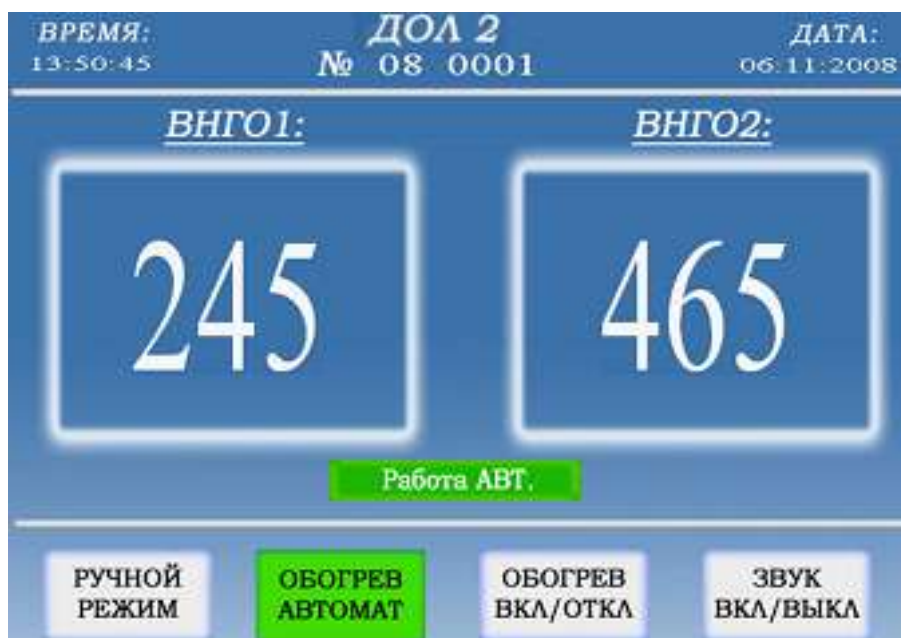 ВРЕМЯ:
13:50:45
ДОЛ 2
№ 08 0001
ДАТА:
06:11:2008
ВНГО1:
ВНГО2:
245
465
Работа АВТ.
РУЧНОЙ
РЕЖИМ
ОБОГРЕВ
АВТОМАТ
ОБОГРЕВ
ВКЛ/ОТКЛ
ЗВУК
ВКЛ/ВЫКЛ